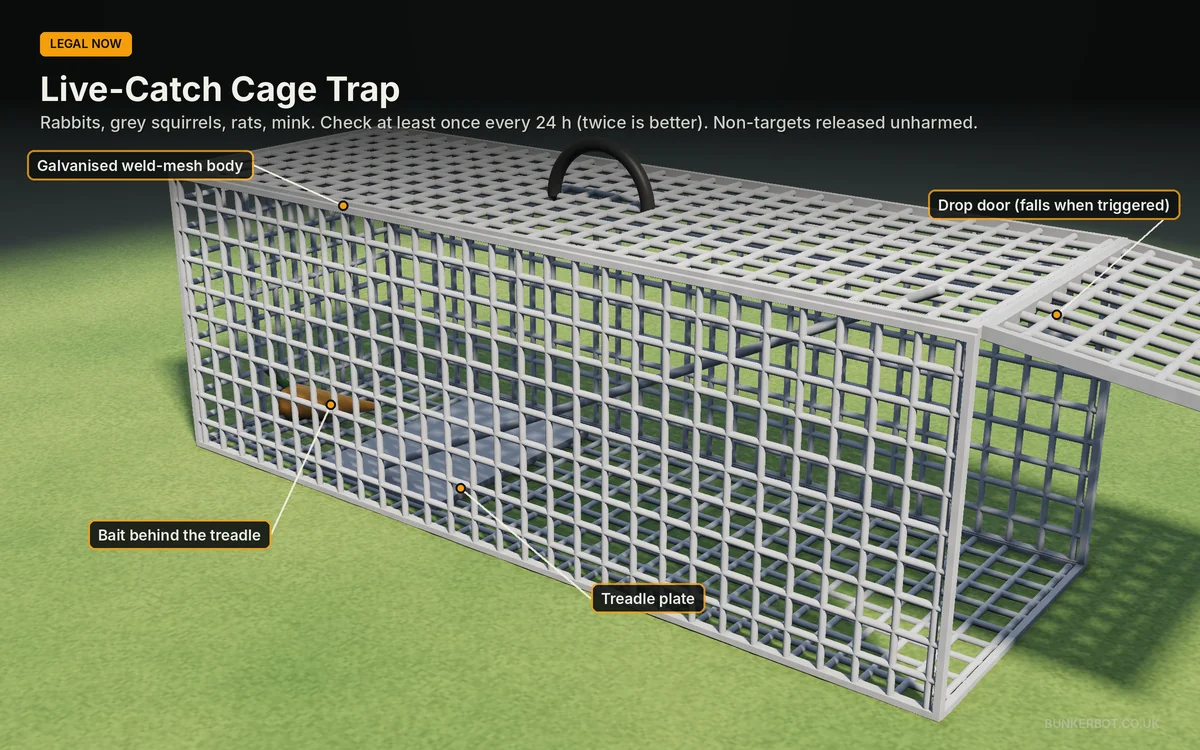 LEGAL NOW
Live-Catch Cage Trap
Rabbits, grey squirrels, rats, mink. Check at least once every 24 h (twice is better). Non-targets released unharmed.
Galvanised weld-mesh body
Drop door (falls when triggered)
Bait behind the treadle
Treadle plate
BUNKERBOT.CO.UK